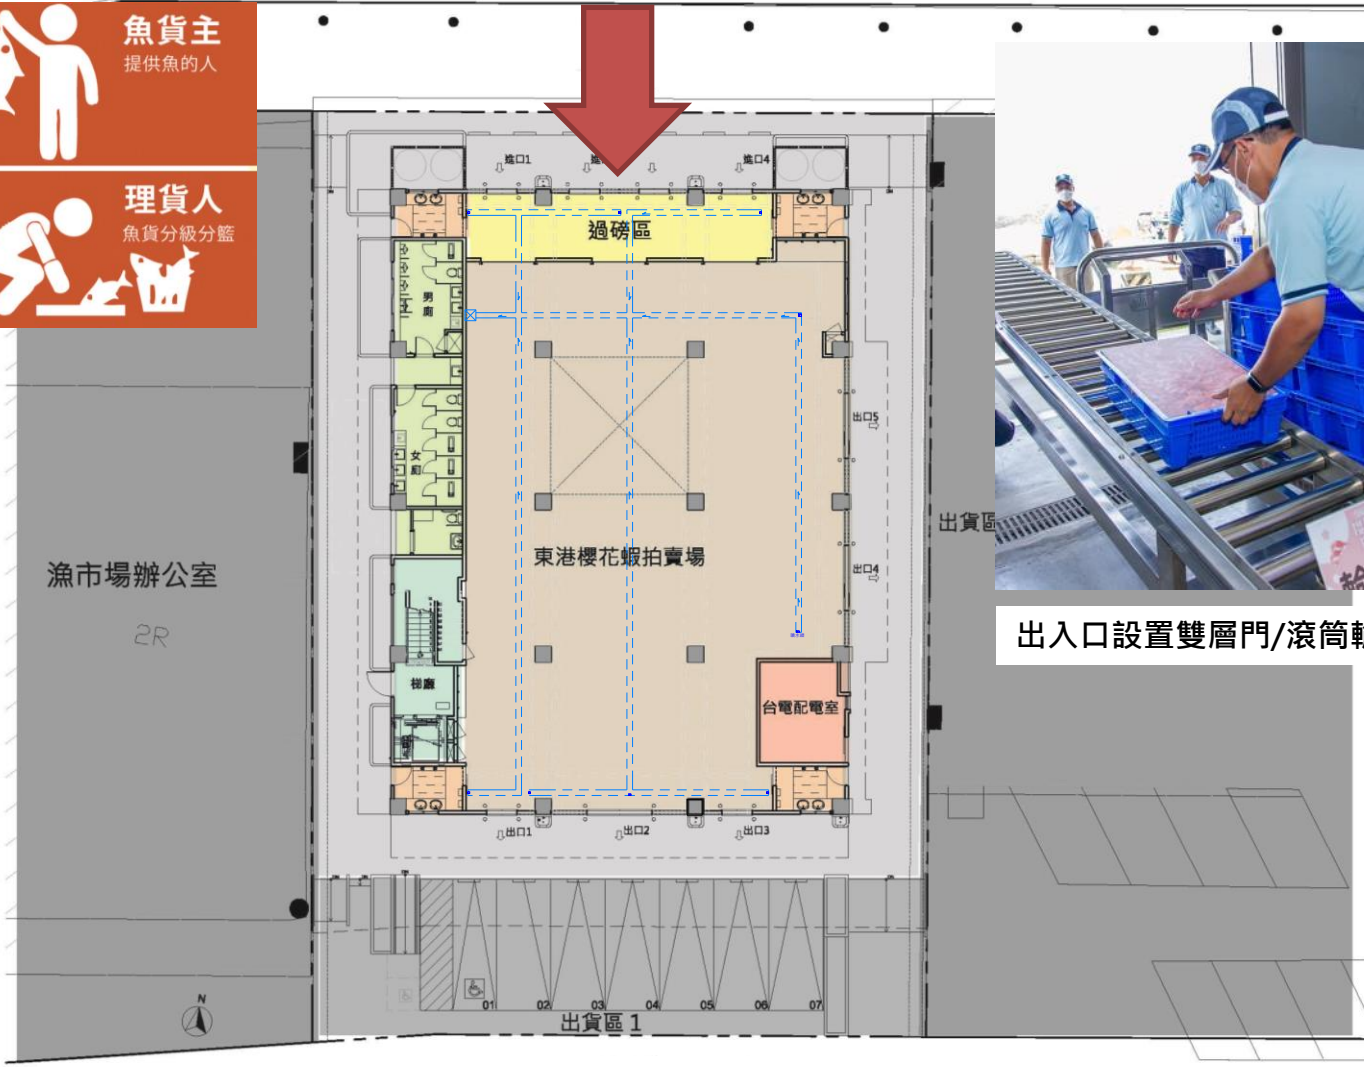 魚貨主
提供魚的人
理貨人
魚貨分級分籃
進口1
進口4
過磅區
男廁
女廁
出口5
出貨區
漁市場辦公室
2R
東港櫻花蝦拍賣場
出口4
出入口設置雙層門/滾筒
梯廳
台電配電室
出口1
出口2
出口3
N
01
02
03
04
05
06
07
出貨區 1